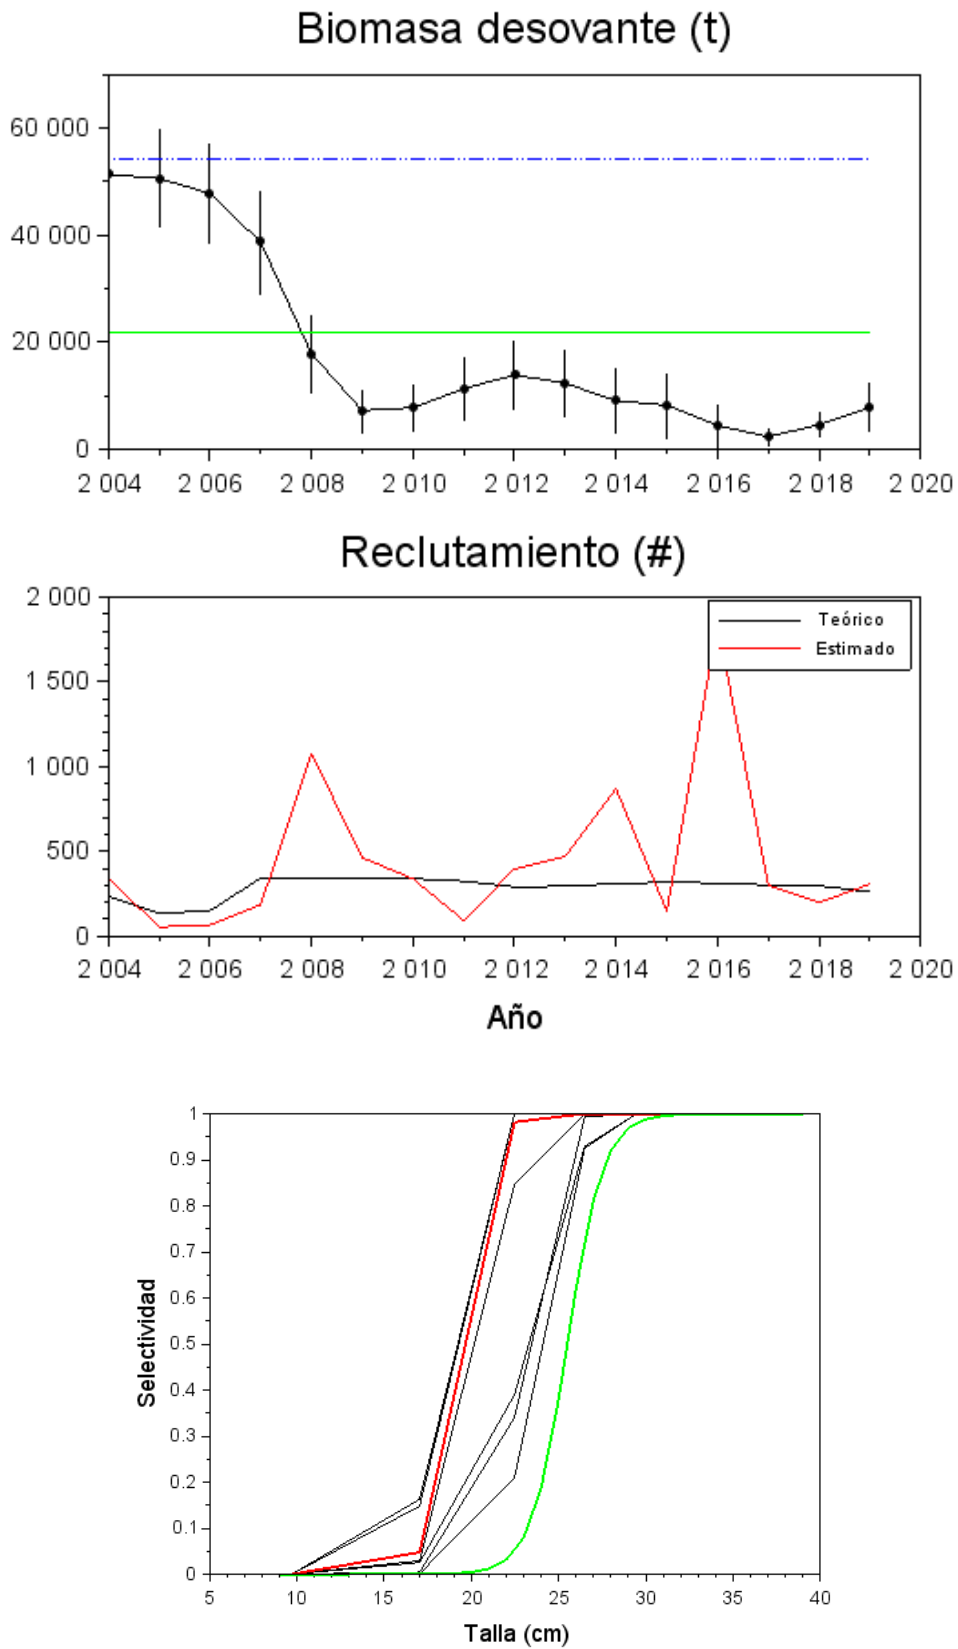 Biomasa desovante (t)
60 000
40 000
20 000
0
2 004 2 006 2 008 2 010 2 012 2 014 2 016 2 018 2 020
Reclutamiento (#)
2 000
Teórico
Estimado
1 500
1 000
500
0
2 004 2 006 2 008 2 010 2 012 2 014 2 016 2 018 2 020
Año
1
0.9
0.8
0.7
0.6
0.5
0.4
0.3
0.2
0.1
0
Selectividad
5 10 15 20 25 30 35 40
Talla (cm)